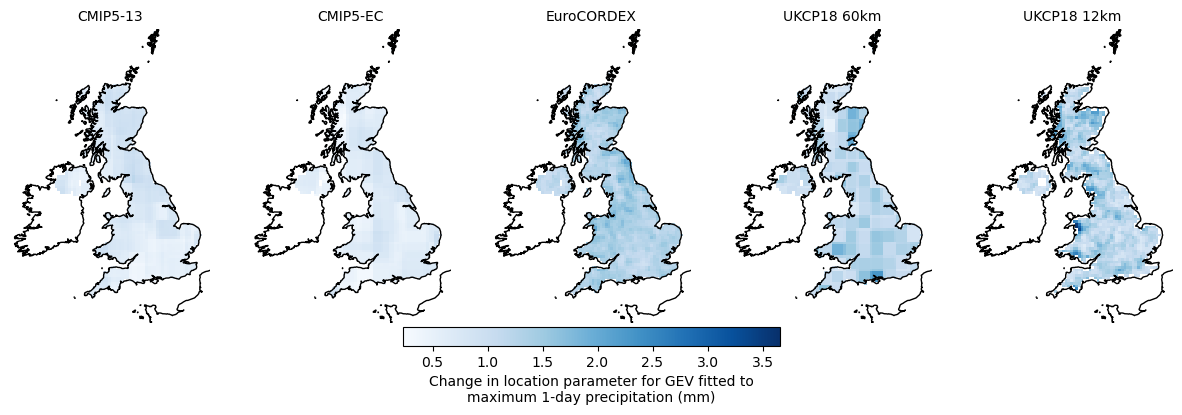 CMIP5-13
CMIP5-EC
EuroCORDEX
UKCP18 60km
UKCP18 12km
0.5
1.0
1.5
2.0
2.5
3.0
3.5
Change in location parameter for GEV fitted to
maximum 1-day precipitation (mm)